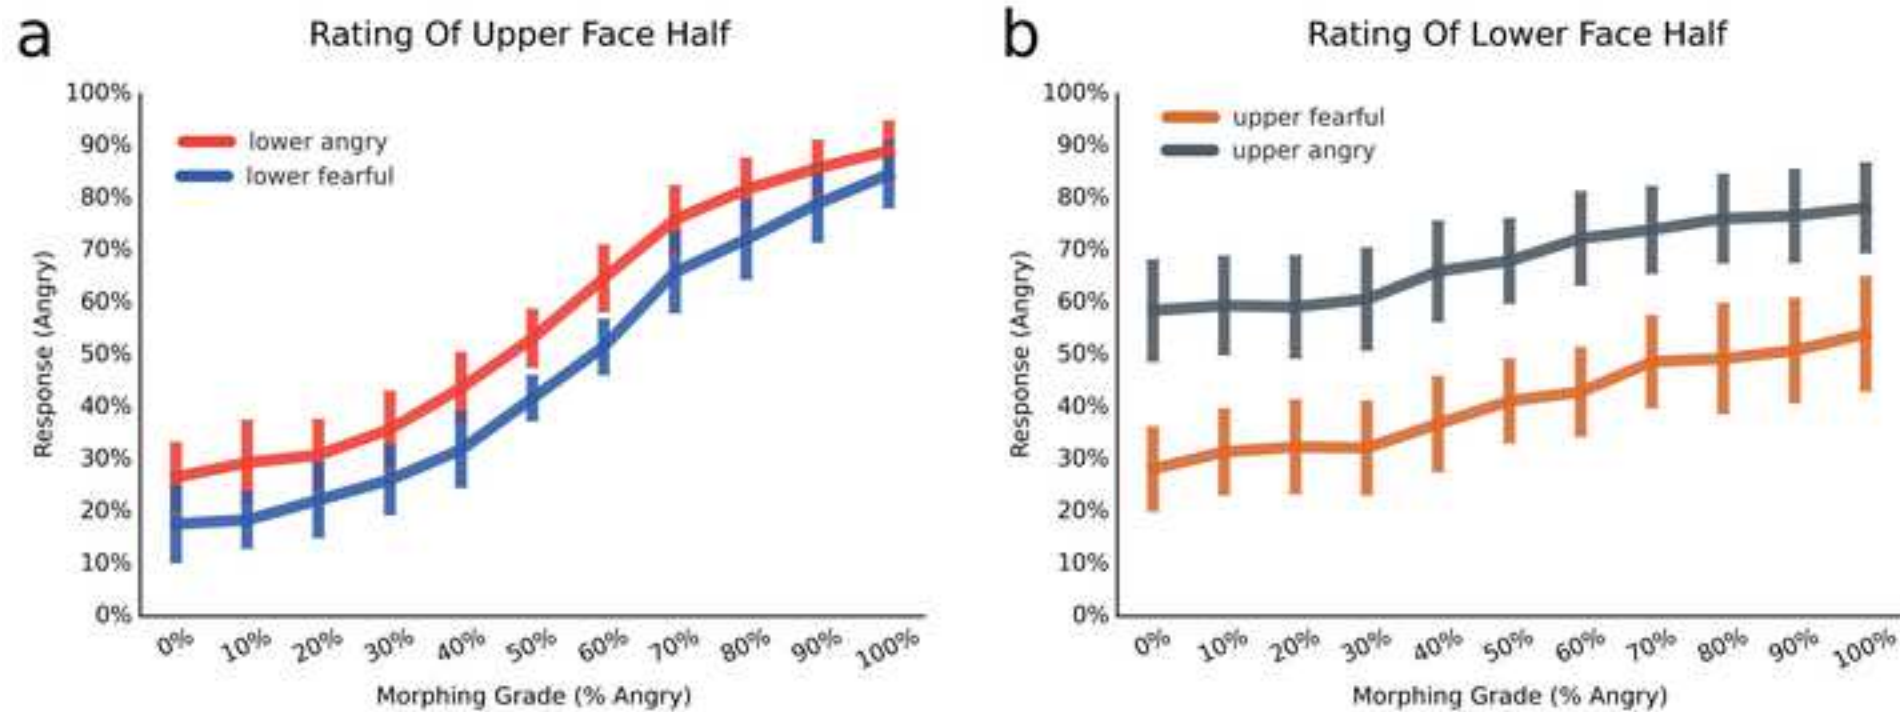 a
Rating Of Upper Face Half
100%
90%
80%
70%
60%
50%
40%
30%
20%
10%
0%
Response (Angry)
lower angry
lower fearful
0% 10% 20% 30% 40% 50% 60% 70% 80% 90% 100%
Morphing Grade (% Angry)
b
Rating Of Lower Face Half
100%
90%
80%
70%
60%
50%
40%
30%
20%
10%
0%
Response (Angry)
upper fearful
upper angry
0% 10% 20% 30% 40% 50% 60% 70% 80% 90% 100%
Morphing Grade (% Angry)